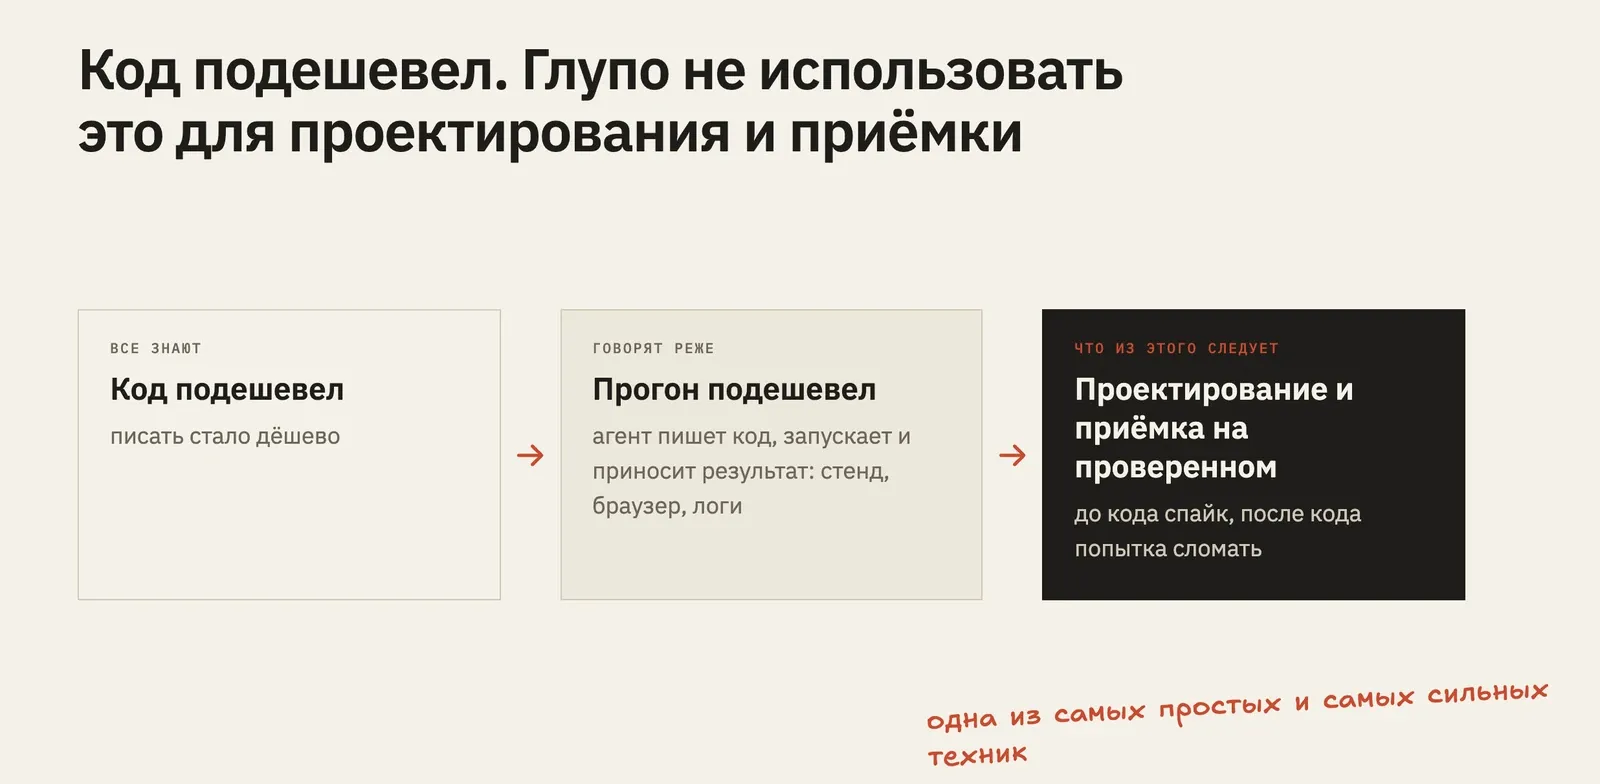 Код подешевел. Глупо не использовать
это для проектирования и приёмки
ВСЕ ЗНАЮТ
Код подешевел
писать стало дёшево
→
ГОВОРЯТ РЕЖЕ
Прогон подешевел
агент пишет код, запускает и
приносит результат: стенд,
браузер, логи
→
ЧТО ИЗ ЭТОГО СЛЕДУЕТ
Проектирование и
приёмка на
проверенном
до кода спайк, после кода
попытка сломать
одна из самых простых и самых сильных
техник